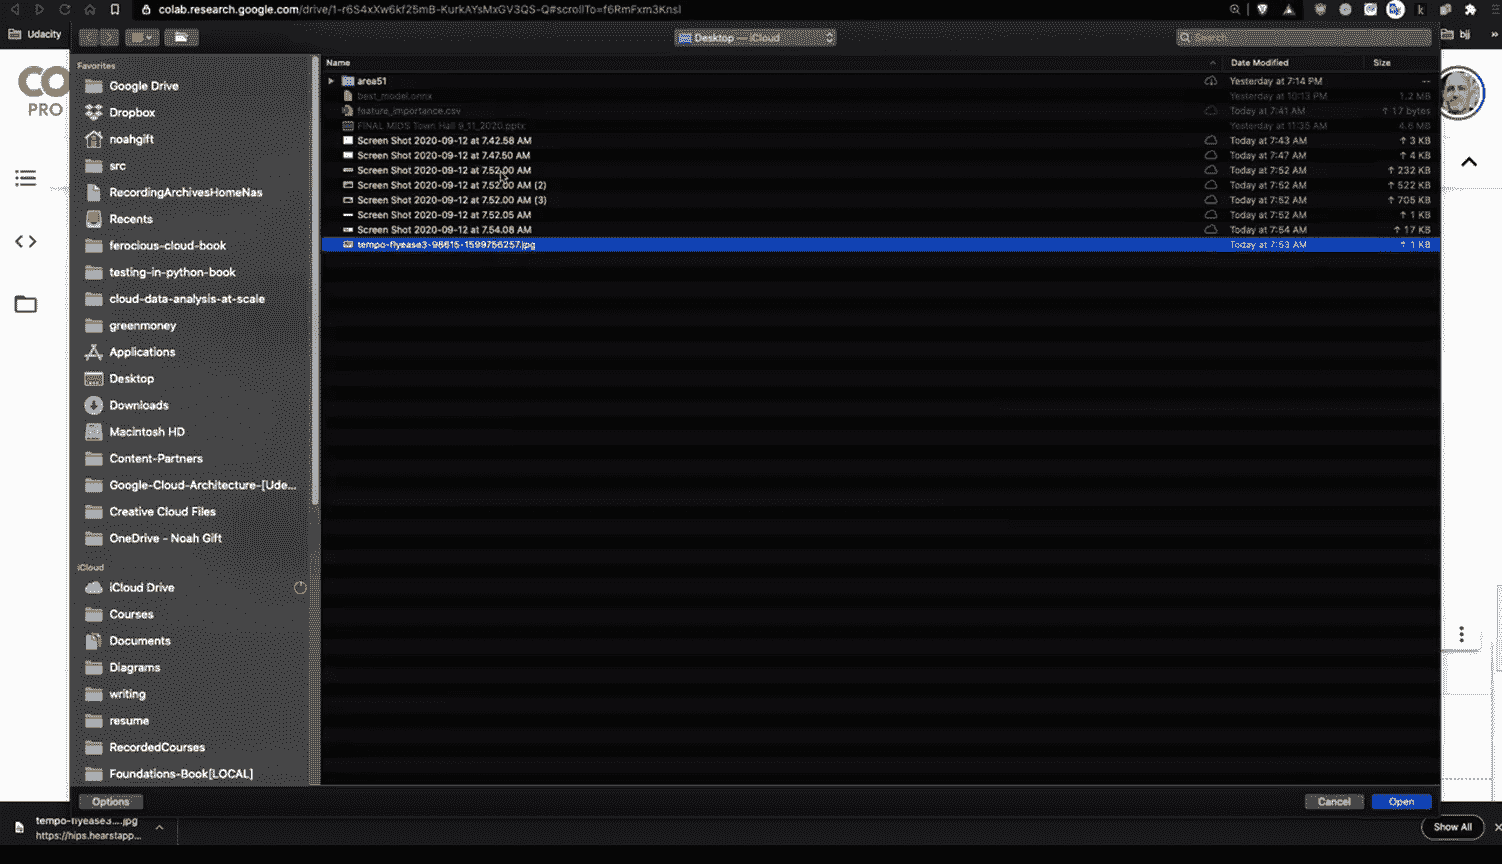 colab.research.google.com/drive/1-r6S4xXw6kf25mB-KurkAYsMxGV3QS-Q#scrollTo=f6RmFxm3KnsI
Udacity
Desktop — iCloud
Search
bjj
CO
PRO
Favorites
Google Drive
Dropbox
noahgift
src
RecordingArchivesHomeNas
Recents
ferocious-cloud-book
testing-in-python-book
cloud-data-analysis-at-scale
greenmoney
Applications
Desktop
Downloads
Macintosh HD
Content-Partners
Google-Cloud-Architecture-[Ude...
Creative Cloud Files
OneDrive - Noah Gift
iCloud
iCloud Drive
Courses
Documents
Diagrams
writing
resume
RecordedCourses
Foundations-Book[LOCAL]
Name Date Modified Size
area51 Yesterday at 7:14 PM --
best_model.onnx Yesterday at 10:13 PM 1.2 MB
feature_importance.csv Today at 7:41 AM 17 bytes
FINAL MIDS Town Hall 9_11_2020.pptx Yesterday at 11:35 AM 4.6 MB
Screen Shot 2020-09-12 at 7.42.58 AM Today at 7:43 AM 3 KB
Screen Shot 2020-09-12 at 7.47.50 AM Today at 7:47 AM 4 KB
Screen Shot 2020-09-12 at 7.52.00 AM Today at 7:52 AM 232 KB
Screen Shot 2020-09-12 at 7.52.00 AM (2) Today at 7:52 AM 522 KB
Screen Shot 2020-09-12 at 7.52.00 AM (3) Today at 7:52 AM 705 KB
Screen Shot 2020-09-12 at 7.52.05 AM Today at 7:52 AM 1 KB
Screen Shot 2020-09-12 at 7.54.08 AM Today at 7:54 AM 17 KB
tempo-flyease3-98615-1599756257.jpg Today at 7:53 AM 1 KB
Options
Cancel
Open
tempo-flyease3....jpg
https://hips.hearstapp...
Show All